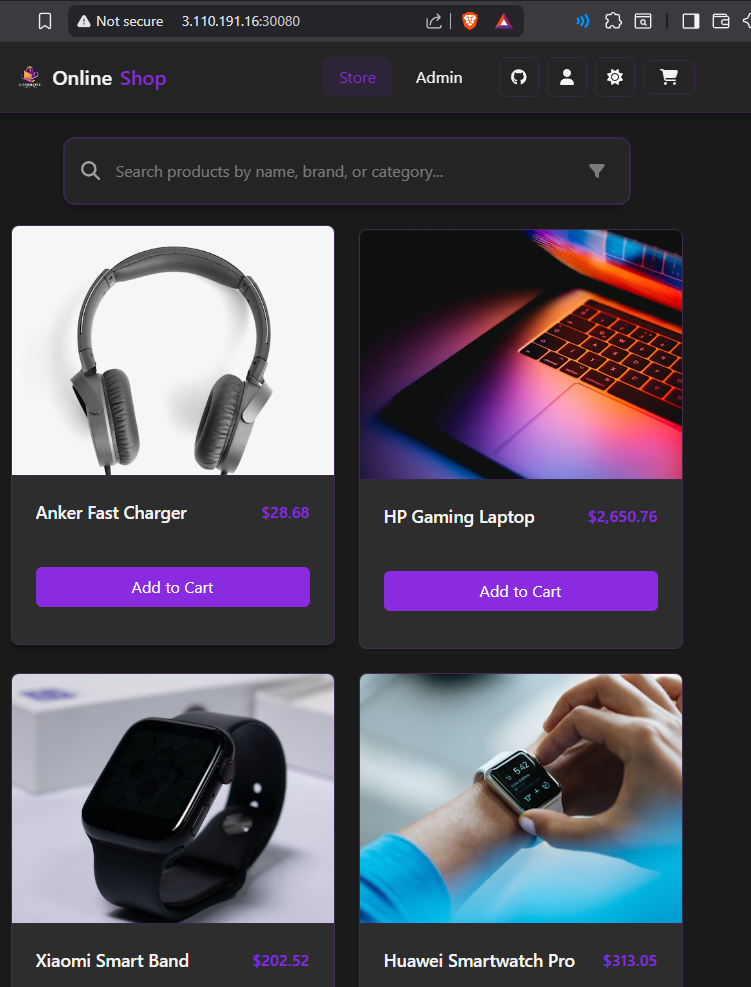 Not secure 3.110.191.16:30080
Online Shop Store Admin
Search products by name, brand, or category...
Anker Fast Charger $28.68
HP Gaming Laptop $2,650.76
Add to Cart
Add to Cart
5:42
Xiaomi Smart Band $202.52
Huawei Smartwatch Pro $313.05